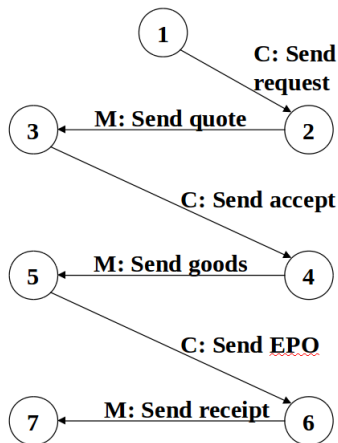 1
C: Send
request
3
M: Send quote
2
C: Send accept
5
M: Send goods
4
C: Send EPO
7
M: Send receipt
6